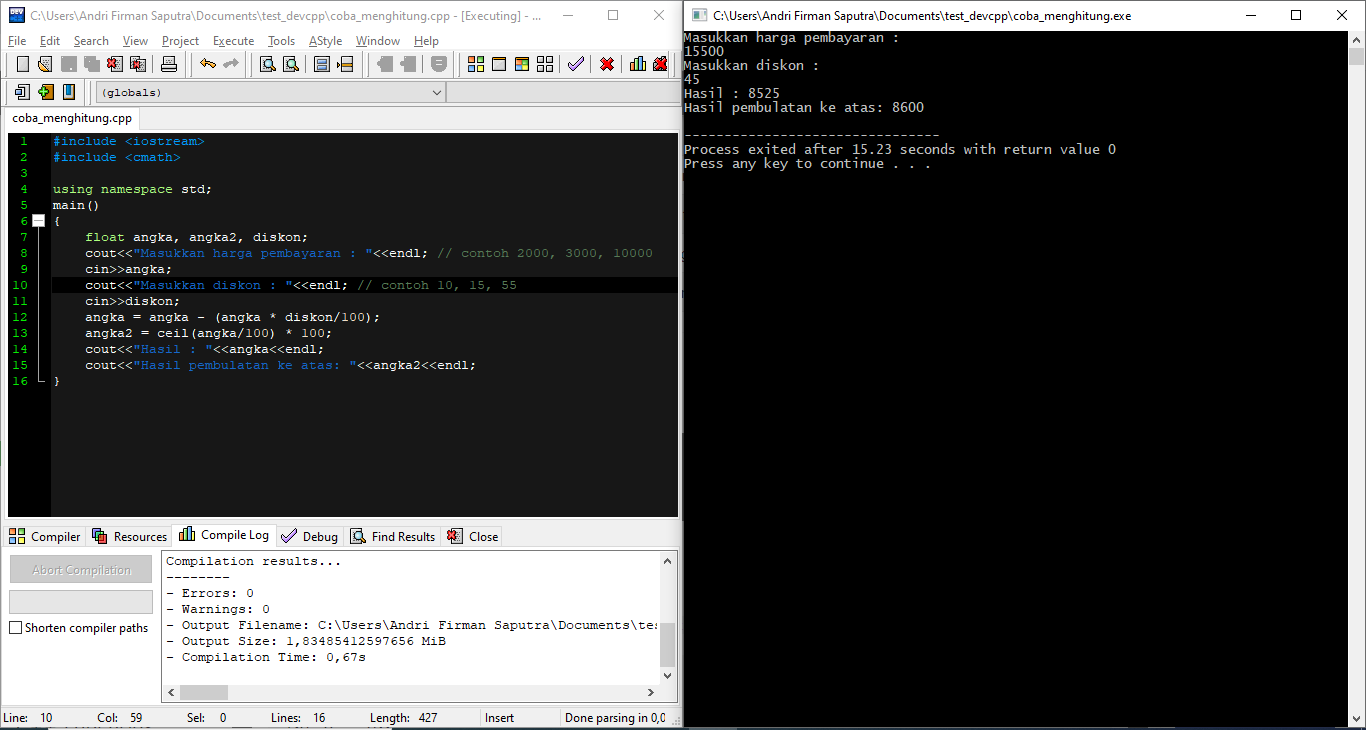 C:\Users\Andri Firman Saputra\Documents\test_devcpp\coba_menghitung.cpp - [Executing] - ...
File Edit Search View Project Execute Tools AStyle Window Help
(globals)
coba_menghitung.cpp
1 #include <iostream>
2 #include <cmath>
3
4 using namespace std;
5 main()
6 {
7 float angka, angka2, diskon;
8 cout<<"Masukkan harga pembayaran : "<<endl; // contoh 2000, 3000, 10000
9 cin>>angka;
10 cout<<"Masukkan diskon : "<<endl; // contoh 10, 15, 55
11 cin>>diskon;
12 angka = angka - (angka * diskon/100);
13 angka2 = ceil(angka/100) * 100;
14 cout<<"Hasil : "<<angka<<endl;
15 cout<<"Hasil pembulatan ke atas: "<<angka2<<endl;
16 }
Compiler Resources Compile Log Debug Find Results Close
Abort Compilation
Shorten compiler paths
Compilation results...
--------
- Errors: 0
- Warnings: 0
- Output Filename: C:\Users\Andri Firman Saputra\Documents\tes
- Output Size: 1,83485412597656 MiB
- Compilation Time: 0,67s
Line: 10 Col: 59 Sel: 0 Lines: 16 Length: 427 Insert Done parsing in 0,0
C:\Users\Andri Firman Saputra\Documents\test_devcpp\coba_menghitung.exe
Masukkan harga pembayaran :
15500
Masukkan diskon :
45
Hasil : 8525
Hasil pembulatan ke atas: 8600
--------------------------------
Process exited after 15.23 seconds with return value 0
Press any key to continue . . .